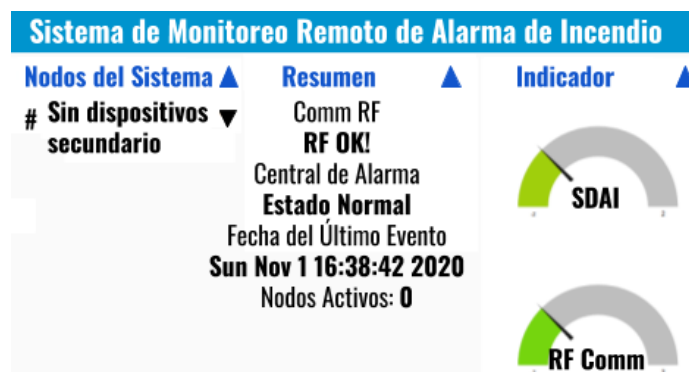 Sistema de Monitoreo Remoto de Alarma de Incendio
Nodos del Sistema ▲
# Sin dispositivos ▼
secundario
Resumen ▲
Comm RF
RF OK!
Central de Alarma
Estado Normal
Fecha del Último Evento
Sun Nov 1 16:38:42 2020
Nodos Activos: 0
Indicador ▲
SDAI
RF Comm